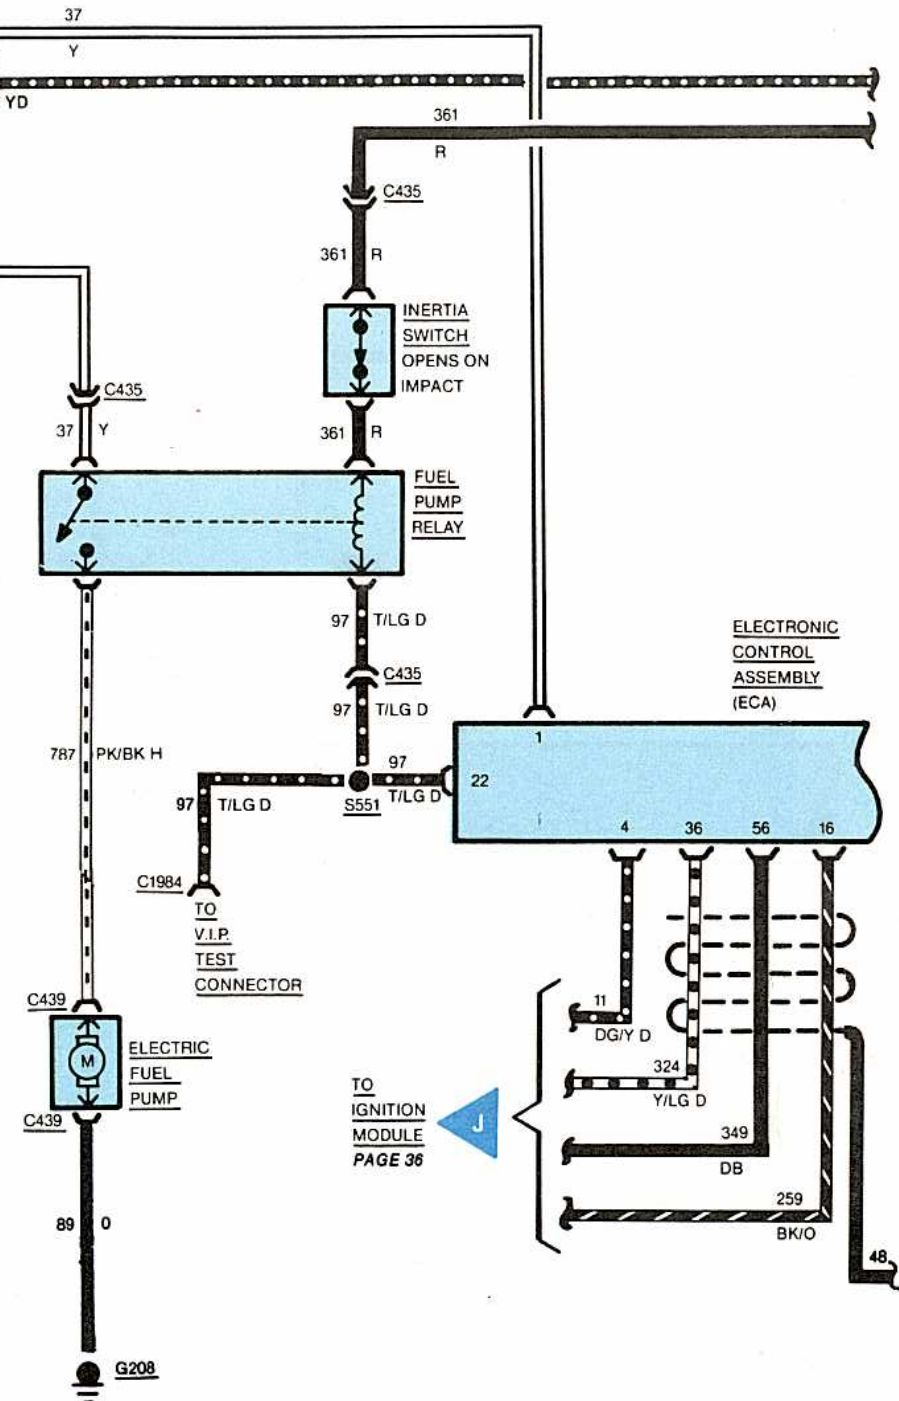 37
Y
YD
361
R
C435
361 R
INERTIA
SWITCH
OPENS ON
IMPACT
C435
37 Y
361 R
FUEL
PUMP
RELAY
97 T/LG D
C435
97 T/LG D
ELECTRONIC
CONTROL
ASSEMBLY
(ECA)
1
787 PK/BK H
97
T/LG D
22
97 T/LG D
S551
4 36 56 16
C1984
TO
V.I.P.
TEST
CONNECTOR
C439
11
DG/Y D
M
ELECTRIC
FUEL
PUMP
324
Y/LG D
C439
TO
IGNITION
MODULE
PAGE 36
J
349
DB
259
BK/O
89 O
48
G208